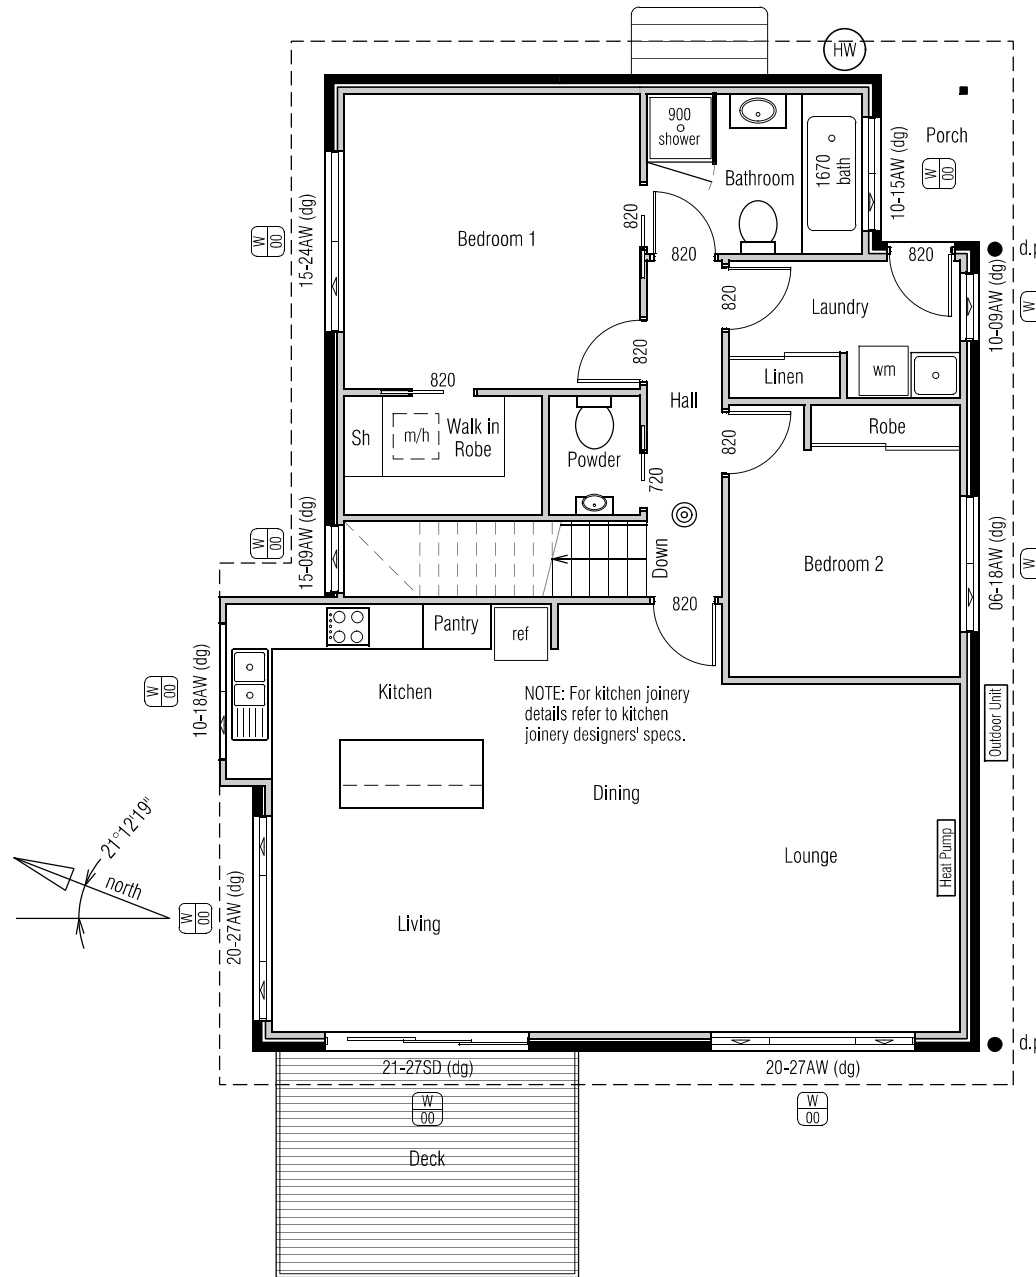 HW
900
shower
1670
bath
Bathroom
10-15AW (dg)
Porch
W
00
15-24AW (dg)
W
00
Bedroom 1
820
820
820
d.p
10-09AW (dg)
W
820
Laundry
820
820
Linen
wm
Hall
Sh
m/h
Walk in
Robe
Powder
720
820
Robe
15-09AW (dg)
W
00
Down
Bedroom 2
06-18AW (dg)
W
820
Pantry
ref
10-18AW (dg)
W
00
Kitchen
NOTE: For kitchen joinery
details refer to kitchen
joinery designers' specs.
Outdoor Unit
Dining
Lounge
Heat Pump
21°12'19"
north
W
00
20-27AW (dg)
Living
d.p
21-27SD (dg)
W
00
20-27AW (dg)
W
00
Deck